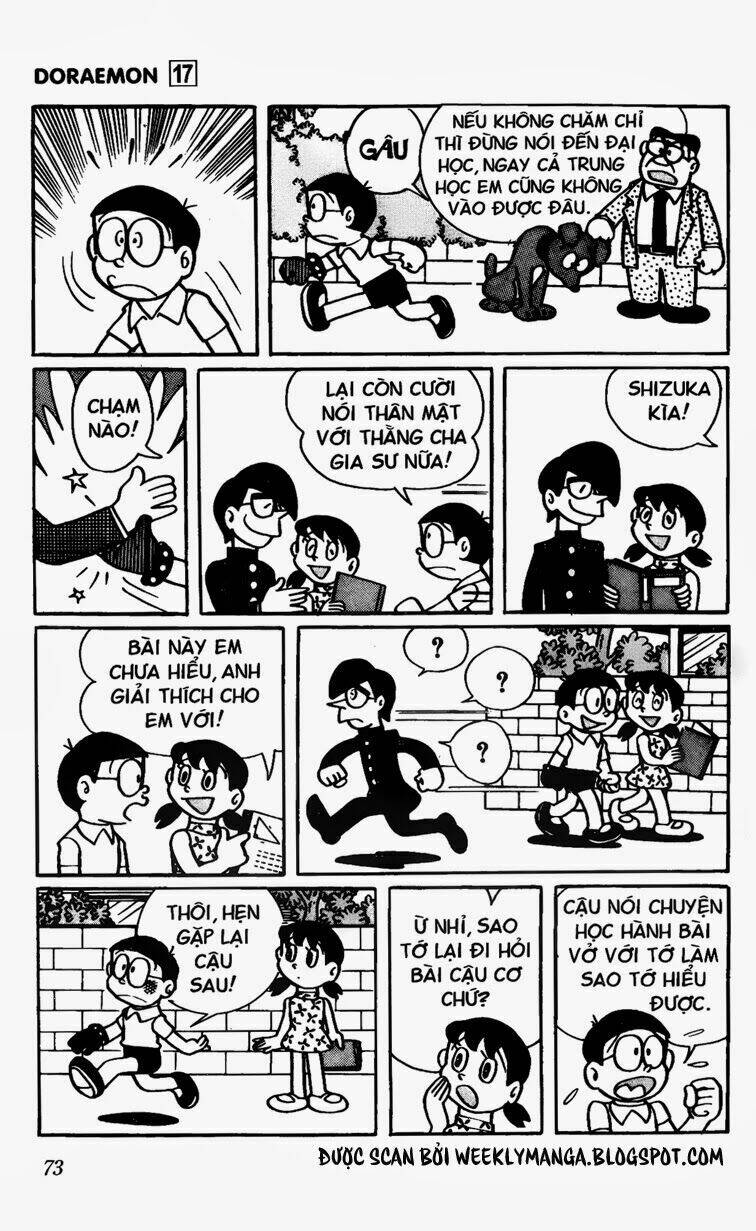 DORAEMON 17
GÂU
NẾU KHÔNG CHĂM CHỈ
THÌ ĐỪNG NÓI ĐẾN ĐẠI
HỌC, NGAY CẢ TRUNG
HỌC EM CŨNG KHÔNG
VÀO ĐƯỢC ĐÂU.
CHẠM
NÀO!
LẠI CÒN CƯỜI
NÓI THÂN MẬT
VỚI THẰNG CHA
GIA SƯ NỮA!
SHIZUKA
KÌA!
BÀI NÀY EM
CHƯA HIỂU, ANH
GIẢI THÍCH CHO
EM VỚI!
?
?
?
THÔI, HẸN
GẶP LẠI
CẬU
SAU!
Ừ NHỈ, SAO
TỚ LẠI ĐI HỎI
BÀI CẬU CƠ
CHỨ?
CẬU NÓI CHUYỆN
HỌC HÀNH BÀI
VỞ VỚI TỚ LÀM
SAO TỚ HIỂU
ĐƯỢC.
73
ĐƯỢC SCAN BỞI WEEKLYMANGA.BLOGSPOT.COM